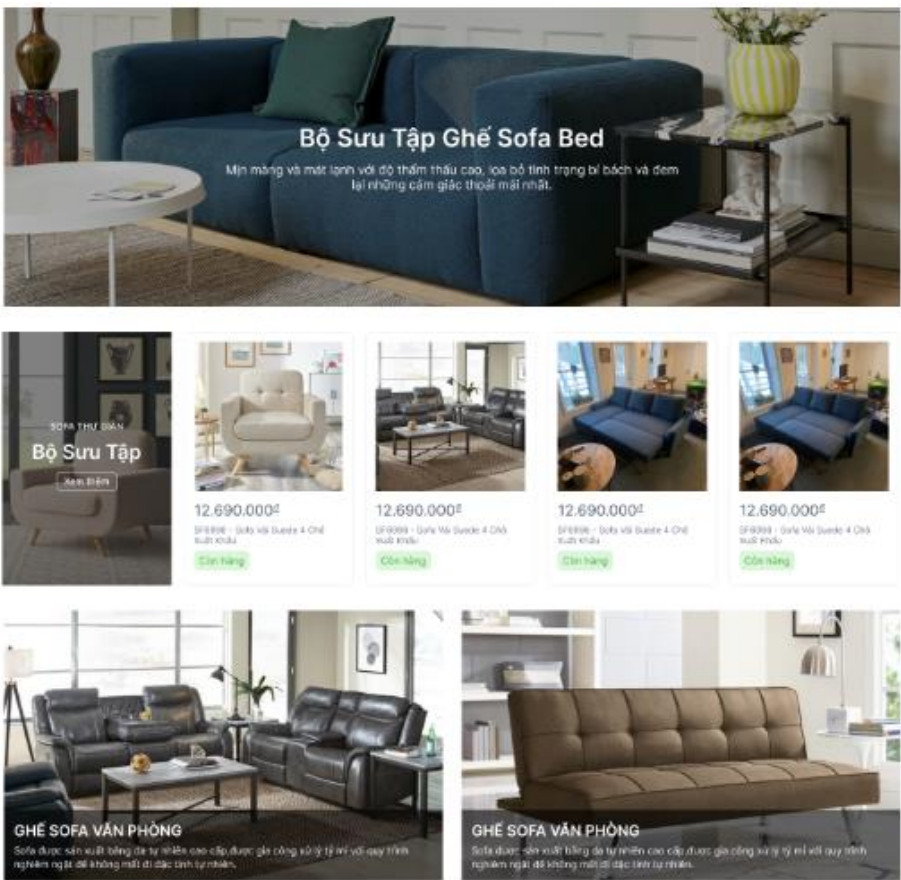 Bộ Sưu Tập Ghế Sofa Bed
Mịn màng và mát lạnh với độ thẩm thấu cao, loạ bỏ tình trạng bí bách và đem
lại những cảm giác thoải mái nhất.
SOFA THƯ GIÃN
Bộ Sưu Tập
Xem thêm
12.690.000₫
SF6996 - Sofa Vải Suede 4 Chỗ
Xuất Khẩu
Còn hàng
12.690.000₫
SF6996 - Sofa Vải Suede 4 Chỗ
Xuất Khẩu
Còn hàng
12.690.000₫
SF6996 - Sofa Vải Suede 4 Chỗ
Xuất Khẩu
Còn hàng
12.690.000₫
SF6996 - Sofa Vải Suede 4 Chỗ
Xuất Khẩu
Còn hàng
GHẾ SOFA VĂN PHÒNG
Sofa được sản xuất bằng da tự nhiên cao cấp,được gia công xử lý tỷ mỉ với quy trình
nghiêm ngặt để không mất đi đặc tính tự nhiên.
GHẾ SOFA VĂN PHÒNG
Sofa được sản xuất bằng da tự nhiên cao cấp,được gia công xử lý tỷ mỉ với quy trình
nghiêm ngặt để không mất đi đặc tính tự nhiên.